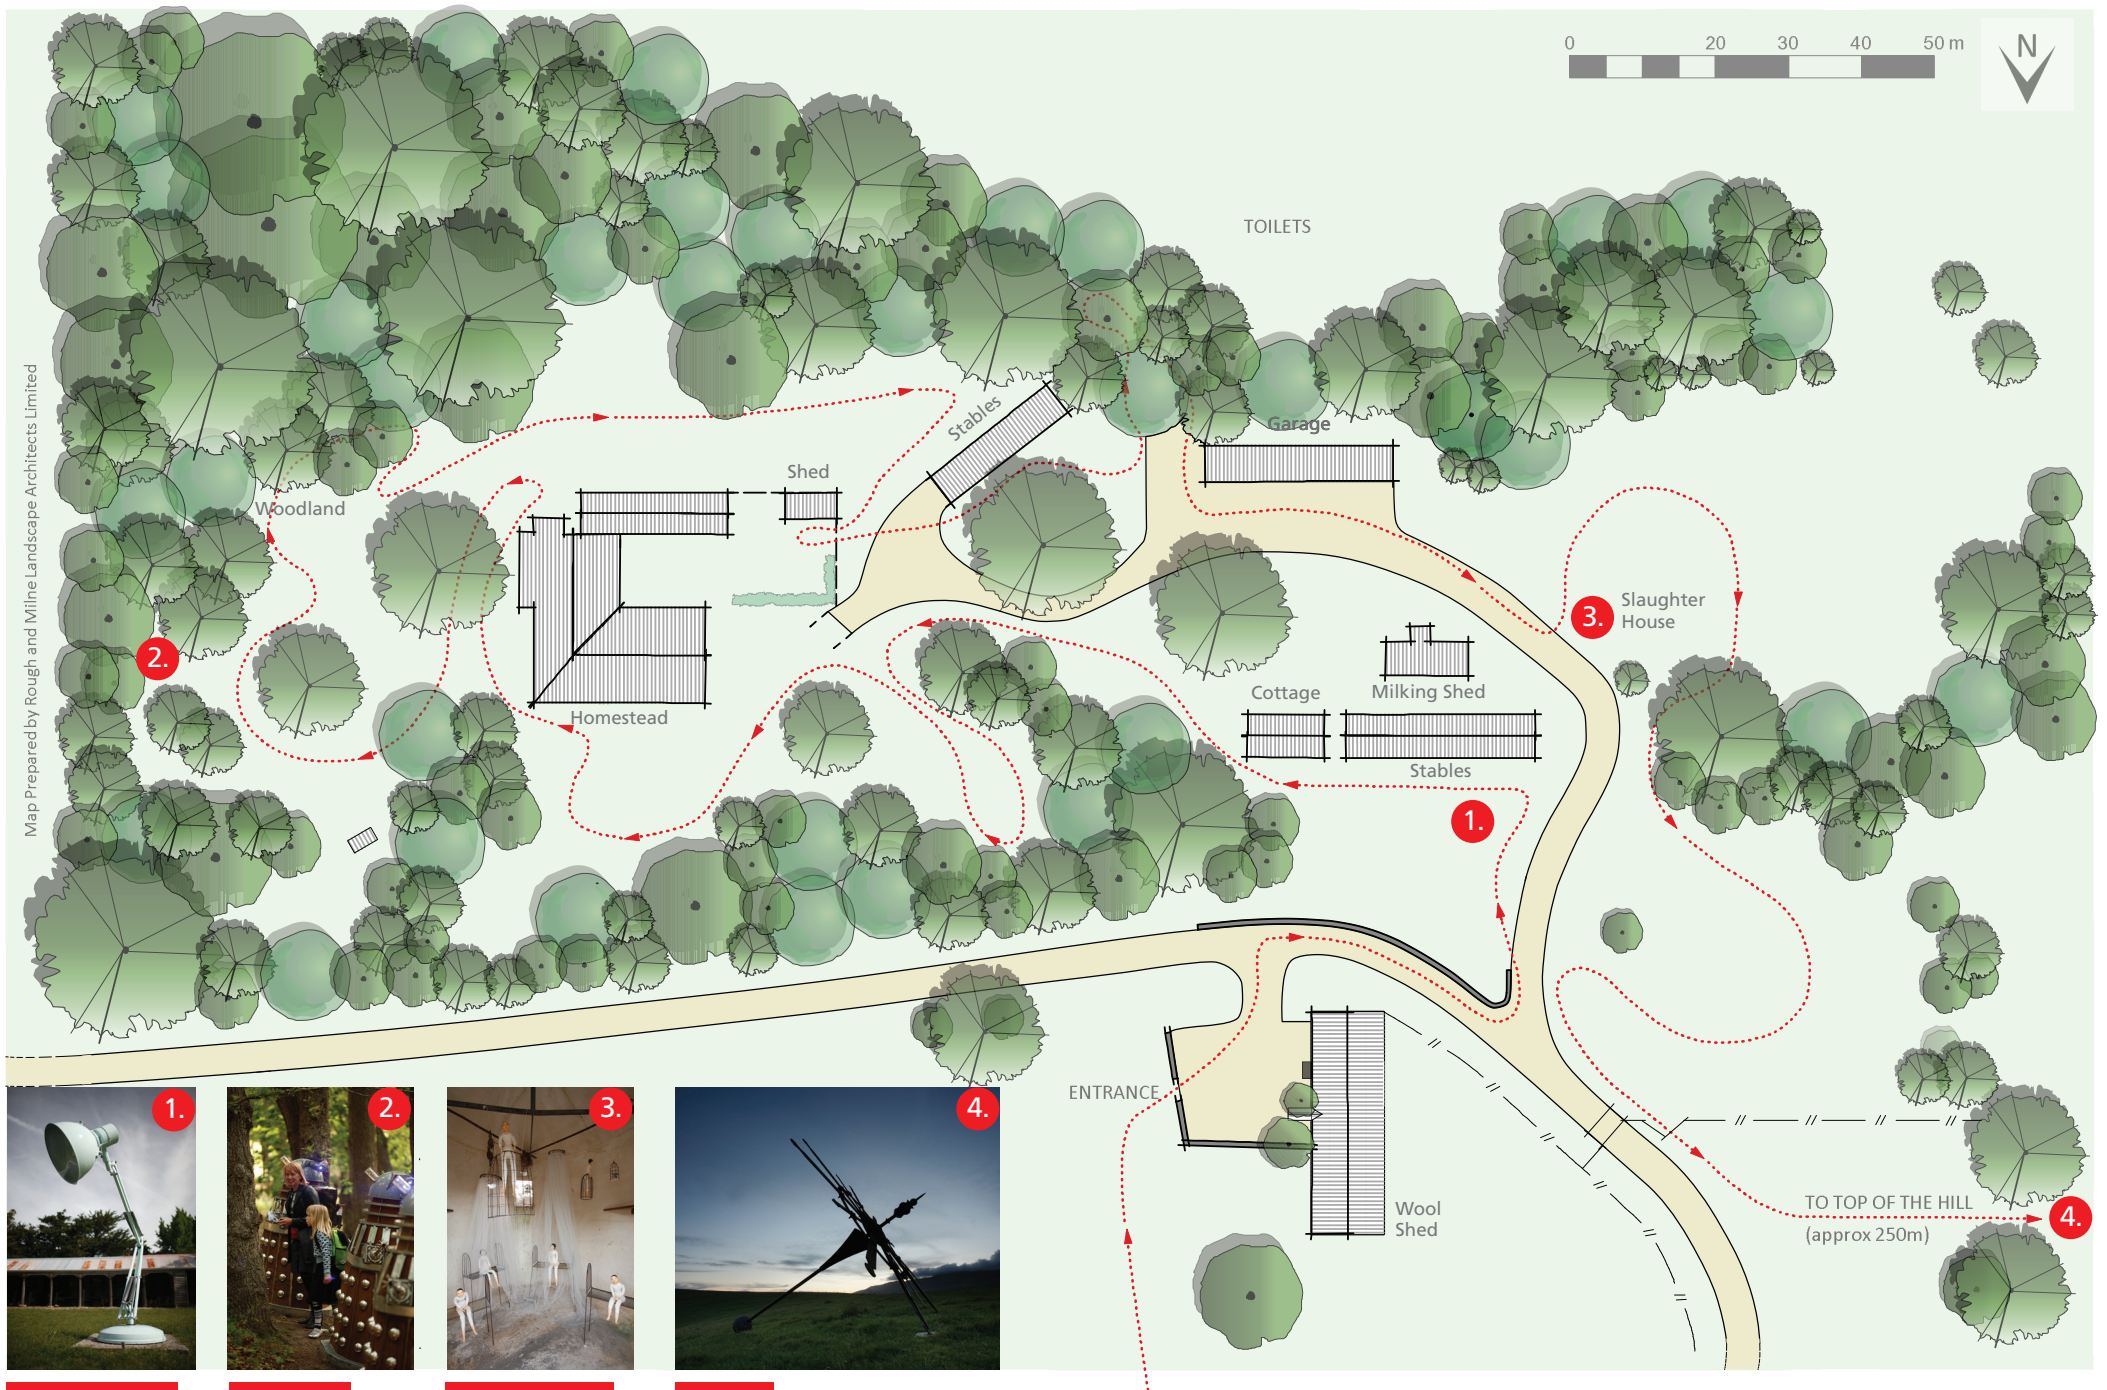 0 20 30 40 50 m
N
TOILETS
Stables
Garage
Shed
Woodland
Map Prepared by Rough and Milne Landscape Architects Limited
3.
Slaughter
House
2.
Homestead
Cottage
Milking Shed
Stables
1.
ENTRANCE
Wool
Shed
TO TOP OF THE HILL
(approx 250m)
4.
1.
2.
3.
4.